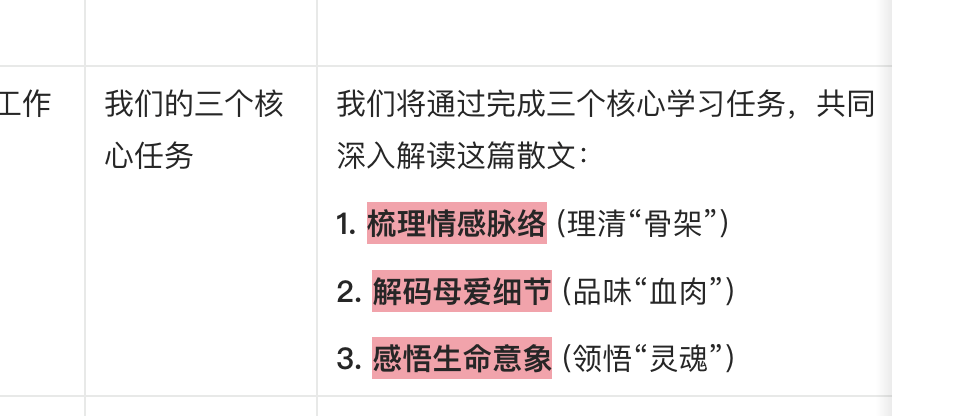 工作
我们的三个核
心任务
我们将通过完成三个核心学习任务，共同
深入解读这篇散文：
1. 梳理情感脉络 (理清“骨架”)
2. 解码母爱细节 (品味“血肉”)
3. 感悟生命意象 (领悟“灵魂”)